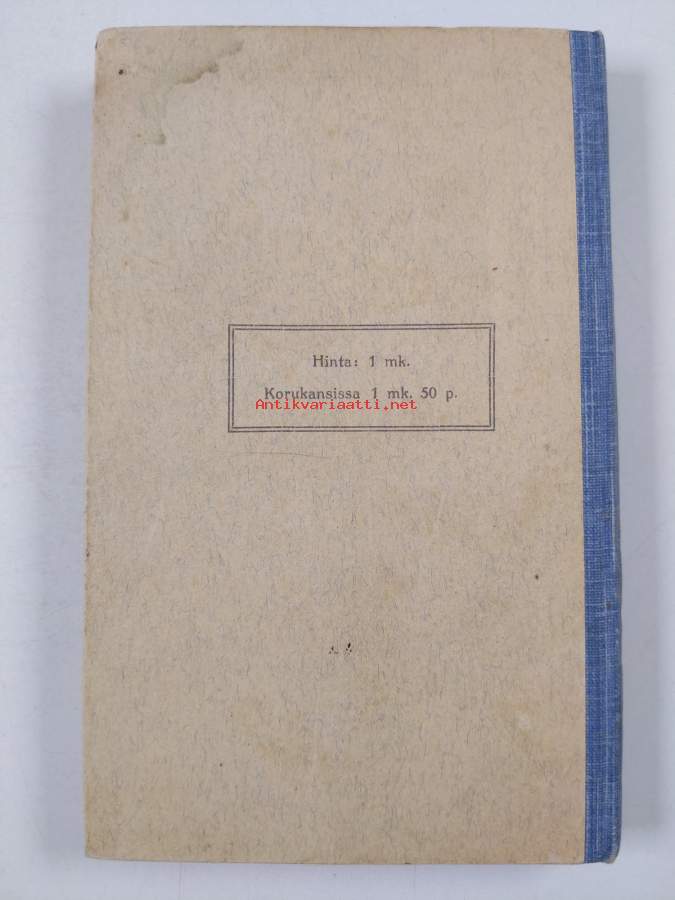 Hinta: 1 mk.
Korukansissa 1 mk. 50 p.
Antikvariaatti.net